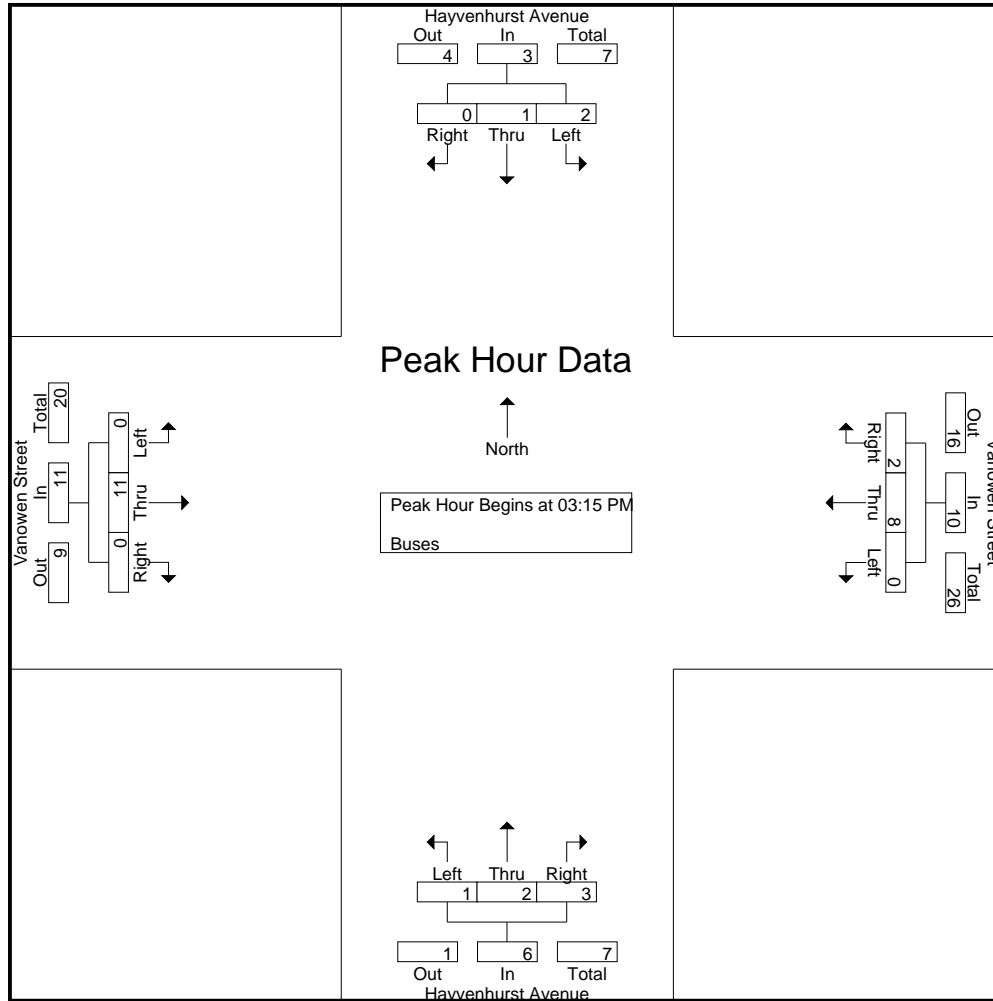 Hayvenhurst Avenue
Out In Total
4 3 7
0 1 2
Right Thru Left
Peak Hour Data
North
Peak Hour Begins at 03:15 PM
Buses
Vanowen Street
Out In Total
9 11 20
0 11 0
Right Thru Left
Vanowen Street
Out In Total
16 10 26
2 8 0
Right Thru Left
Left Thru Right
1 2 3
1 6 7
Out In Total
Hayvenhurst Avenue